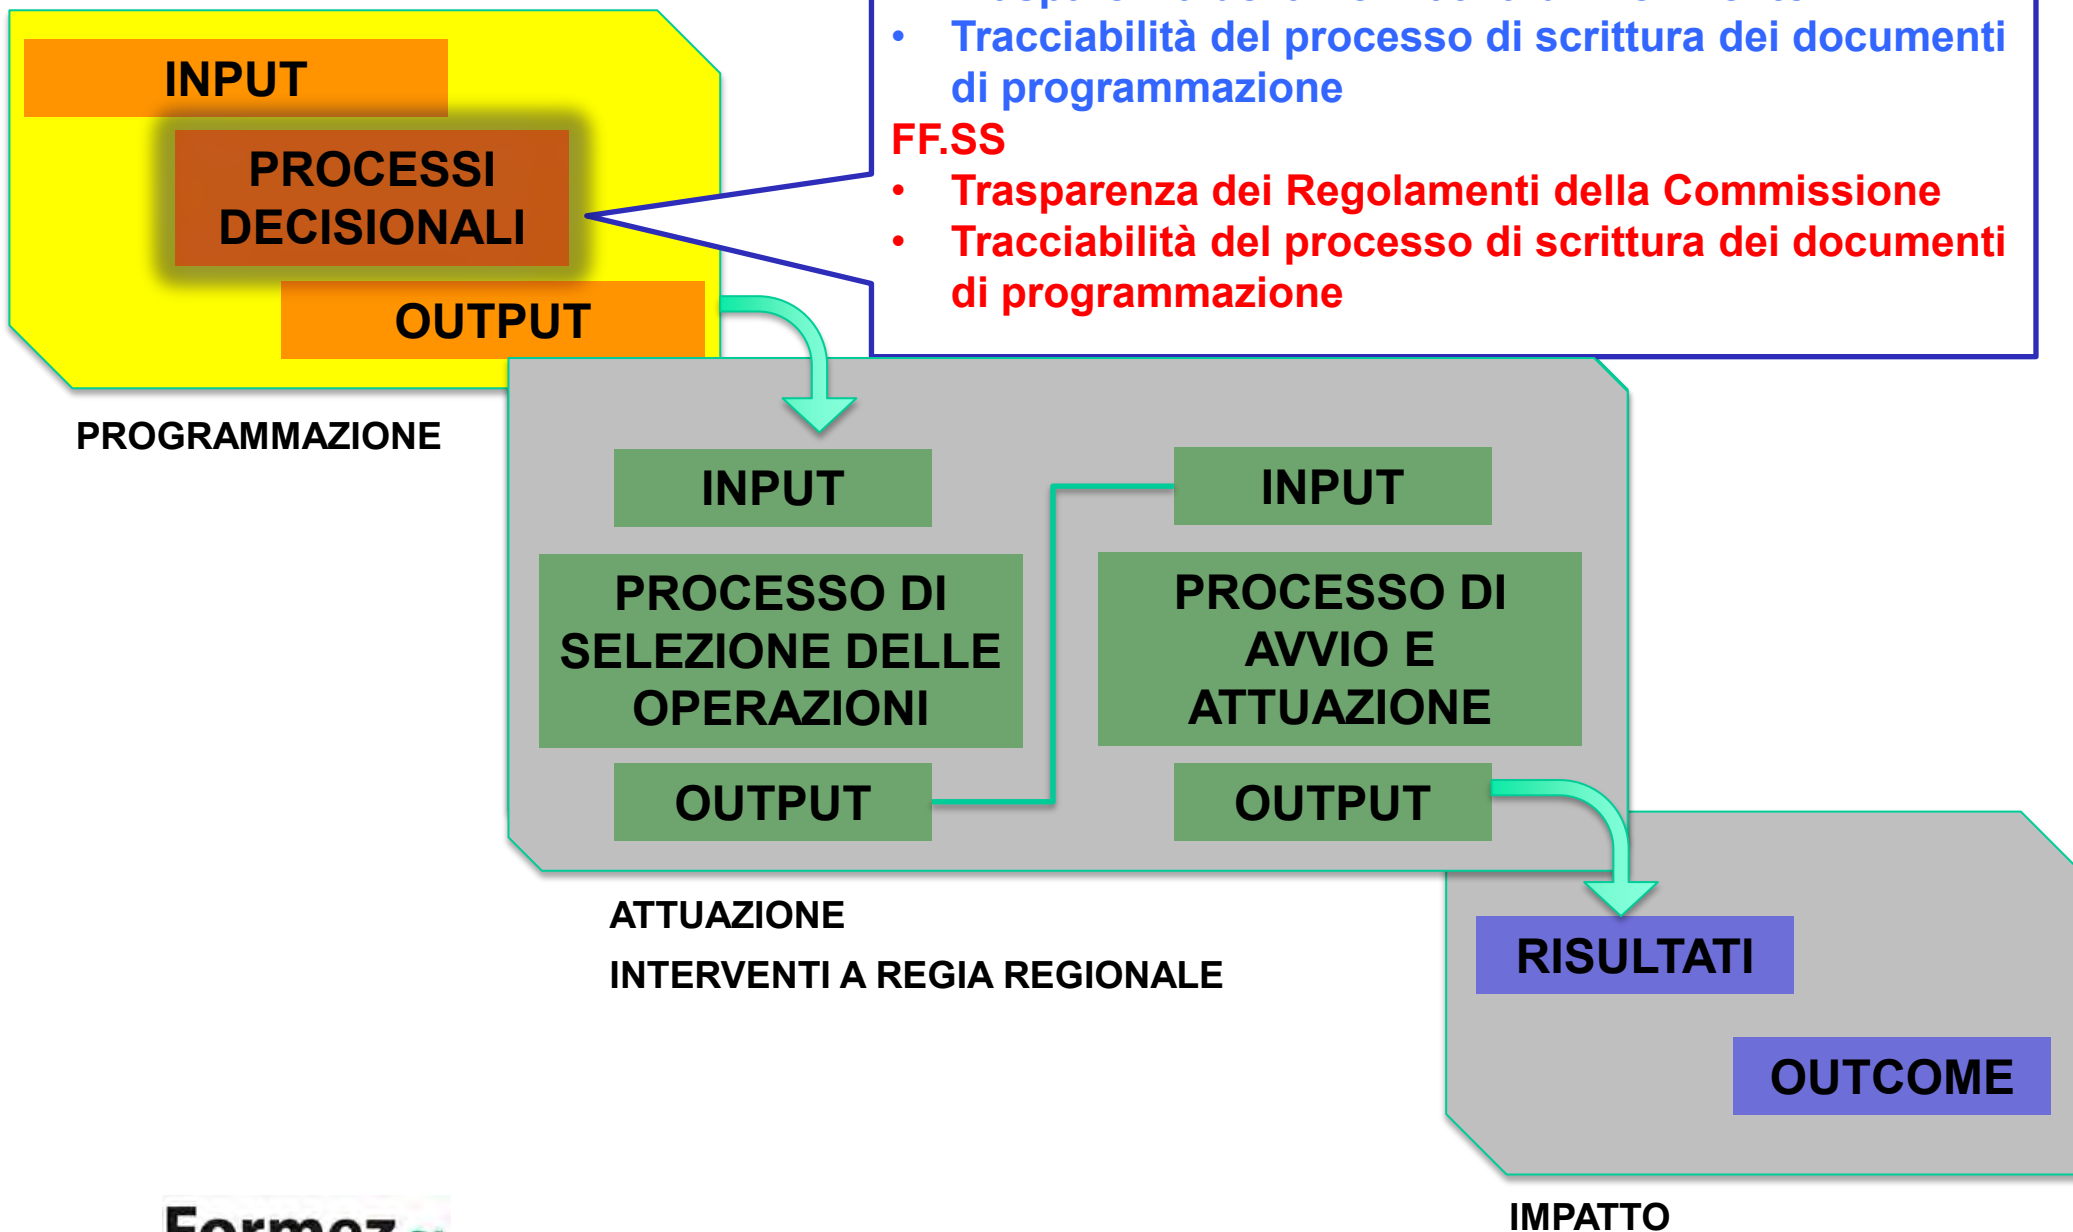 INPUT
PROCESSI
DECISIONALI
OUTPUT
• Tracciabilità del processo di scrittura dei documenti
di programmazione
FF.SS
• Trasparenza dei Regolamenti della Commissione
• Tracciabilità del processo di scrittura dei documenti
di programmazione
PROGRAMMAZIONE
INPUT
PROCESSO DI
SELEZIONE DELLE
OPERAZIONI
OUTPUT
INPUT
PROCESSO DI
AVVIO E
ATTUAZIONE
OUTPUT
ATTUAZIONE
INTERVENTI A REGIA REGIONALE
RISULTATI
OUTCOME
IMPATTO
Formez